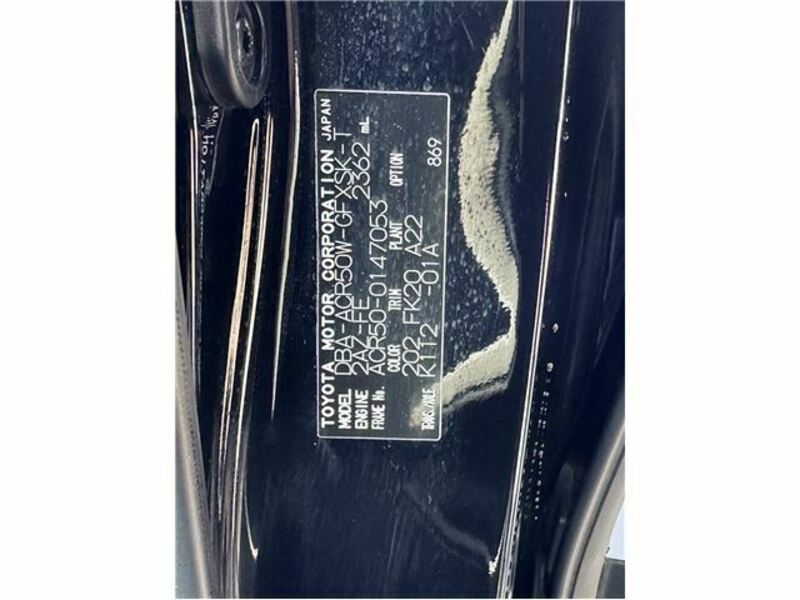 TOYOTA MOTOR CORPORATION JAPAN
MODEL DBA-ACR50W-GFXSK-T
ENGINE 2AZ-FE 2362 mL
FRAME No. ACR50-0147053
COLOR TRIM PLANT OPTION
202 FK20 A22 869
TRANS/AXLE K112 -01A